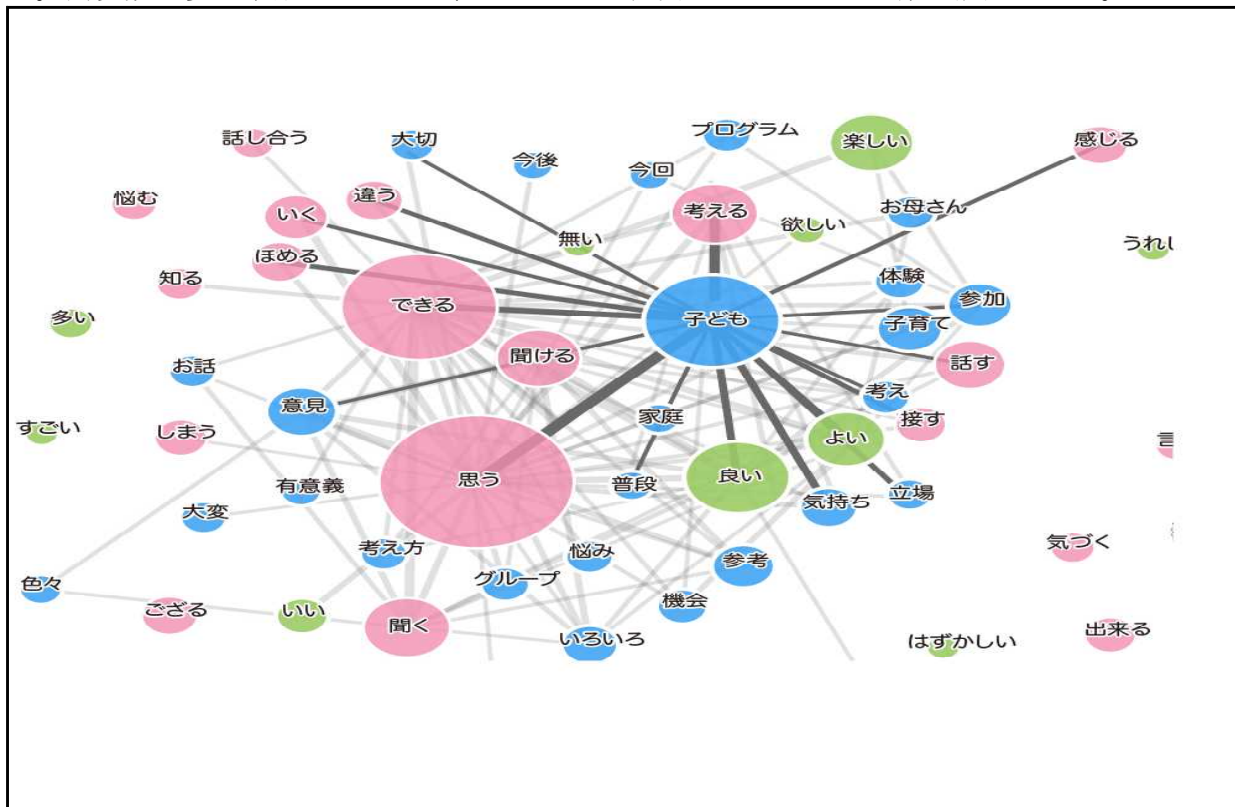 プログラム
話し合う
大切
楽しい
感じる
今後
今回
悩む
違う
いく
考える
お母さん
欲しい
無い
うれし
ほめる
知る
体験
できる
参加
多い
子ども
子育て
聞ける
お話
話す
考え
意見
家庭
接す
すごい
しまう
よい
思う
良い
普段
有意義
気持ち
立場
大変
考え方
悩み
気づく
グループ
参考
色々
機会
ござる
いい
聞く
いろいろ
はずかしい
出来る